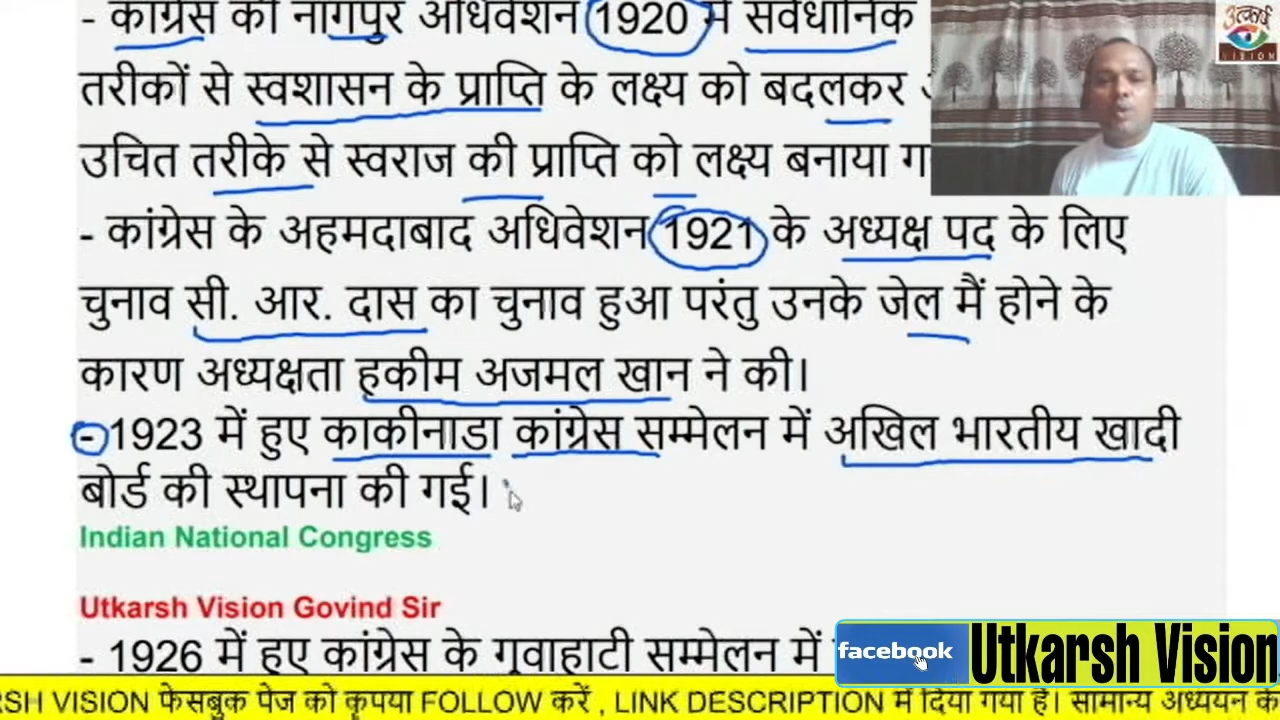 - कांग्रेस की नागपुर अधिवेशन 1920 में संवैधानिक
तरीकों से स्वशासन के प्राप्ति के लक्ष्य को बदलकर
उचित तरीके से स्वराज की प्राप्ति को लक्ष्य बनाया
- कांग्रेस के अहमदाबाद अधिवेशन 1921 के अध्यक्ष पद के लिए
चुनाव सी. आर. दास का चुनाव हुआ परंतु उनके जेल मैं होने के
कारण अध्यक्षता हकीम अजमल खान ने की।
- 1923 में हुए काकीनाडा कांग्रेस सम्मेलन में अखिल भारतीय खादी
बोर्ड की स्थापना की गई।
Indian National Congress
Utkarsh Vision Govind Sir
- 1926 में हुए कांग्रेस के गुवाहाटी सम्मेलन में
उत्कर्ष
VISION
facebook Utkarsh Vision
VISION फेसबुक पेज को कृपया FOLLOW करें , LINK DESCRIPTION में दिया गया है। सामान्य अध्ययन के